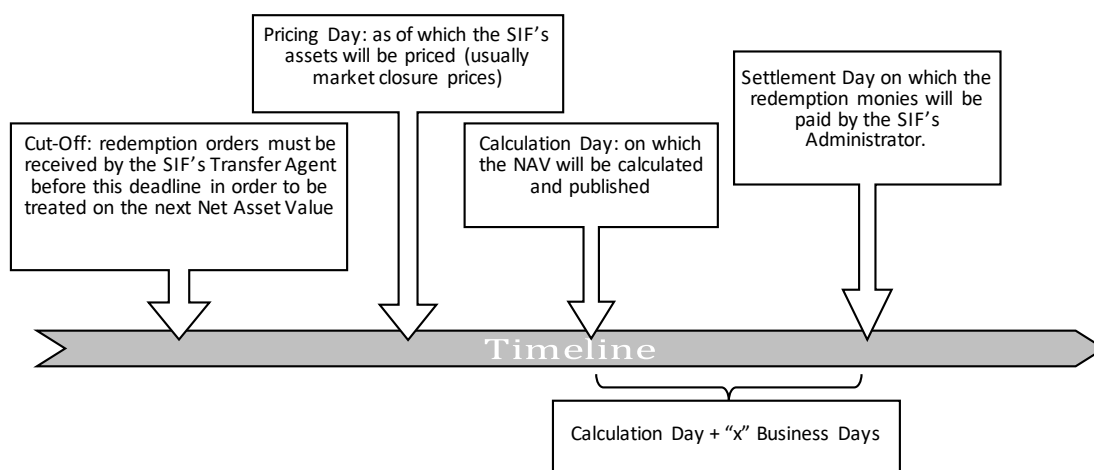 Pricing Day: as of which the SIF's
assets will be priced (usually
market closure prices)
Settlement Day on which the
redemption monies will be
paid by the SIF's
Administrator.
Cut-Off: redemption orders must be
received by the SIF's Transfer Agent
before this deadline in order to be
treated on the next Net Asset Value
Calculation Day: on which
the NAV will be calculated
and published
Timeline
Calculation Day + “x” Business Days